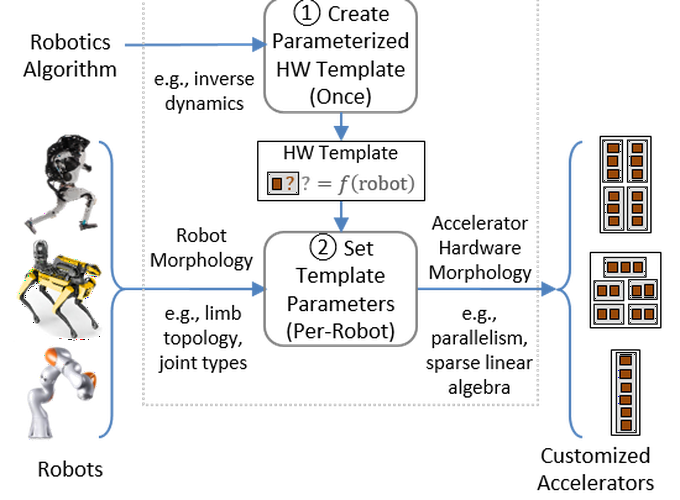 ① Create
Parameterized
HW Template
(Once)
Robotics
Algorithm
e.g., inverse
dynamics
HW Template
? ? = f(robot)
Robot
Morphology
② Set
Template
Parameters
(Per-Robot)
Accelerator
Hardware
Morphology
e.g., limb
topology,
joint types
e.g.,
parallelism,
sparse linear
algebra
Robots
Customized
Accelerators